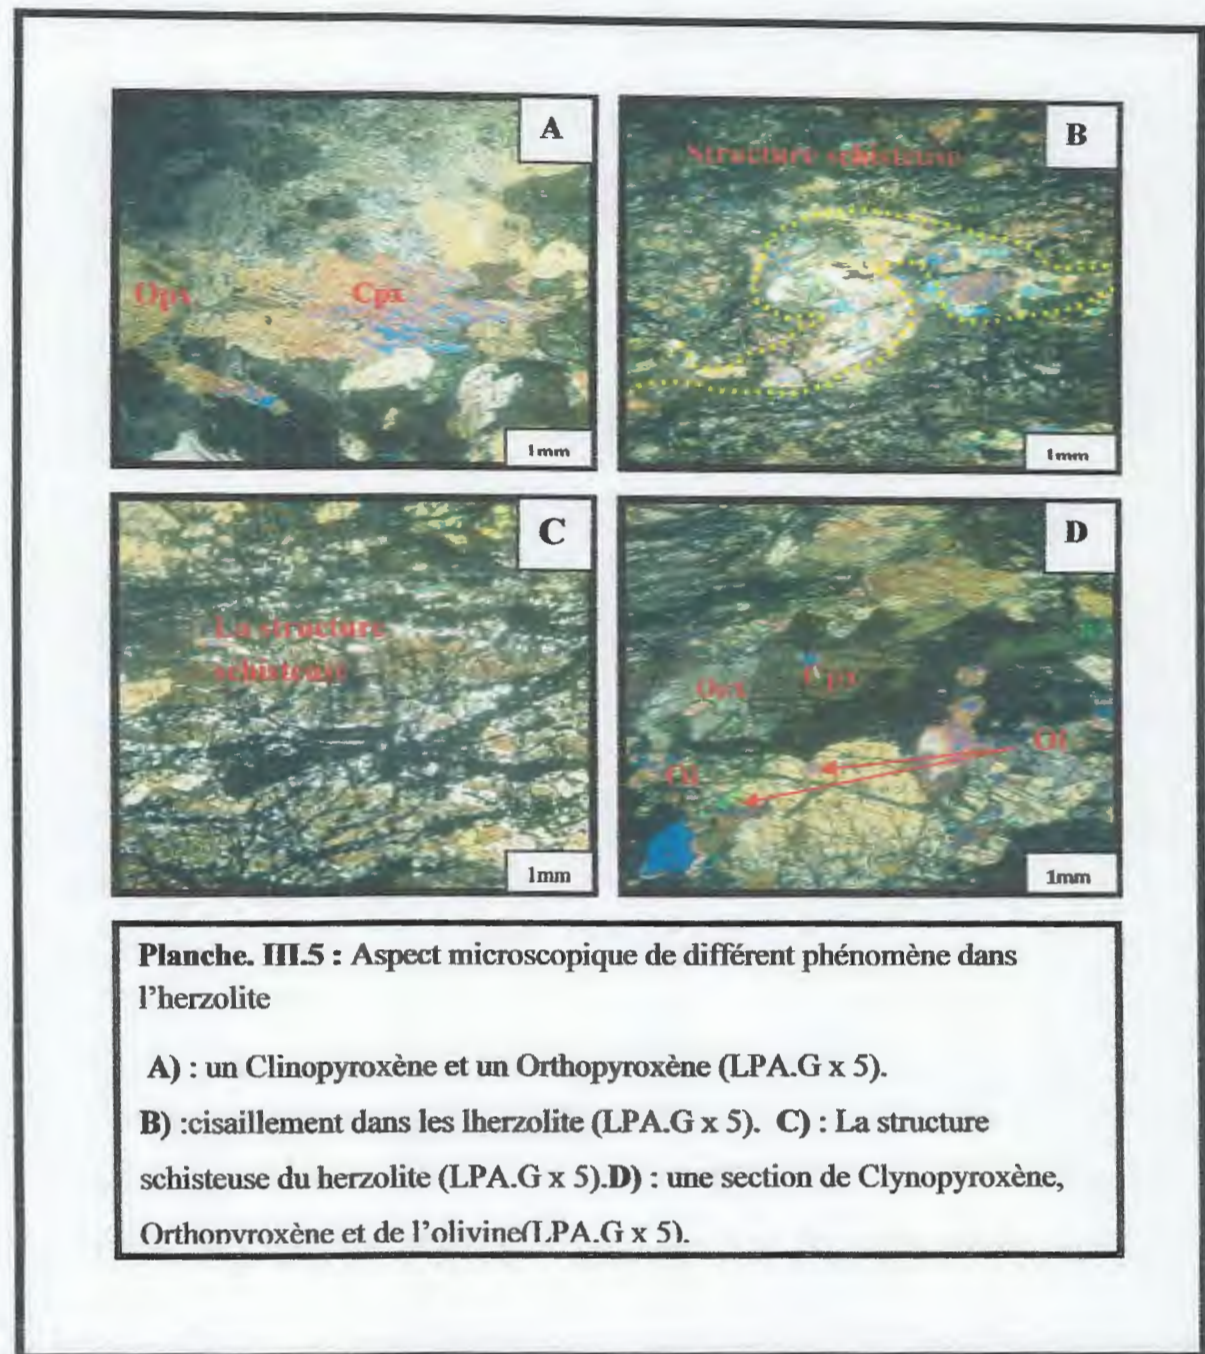 A
Opx
Cpx
1mm
B
Structure schisteuse
1mm
C
La structure
schisteuse
1mm
D
Opx
Cpx
Ol
Ol
1mm
Planche. III.5 : Aspect microscopique de différent phénomène dans
l'herzolite
A) : un Clinopyroxène et un Orthopyroxène (LPA.G x 5).
B) :cisaillement dans les lherzolite (LPA.G x 5). C) : La structure
schisteuse du herzolite (LPA.G x 5).D) : une section de Clynopyroxène,
Orthopyroxène et de l'olivine(LPA.G x 5).